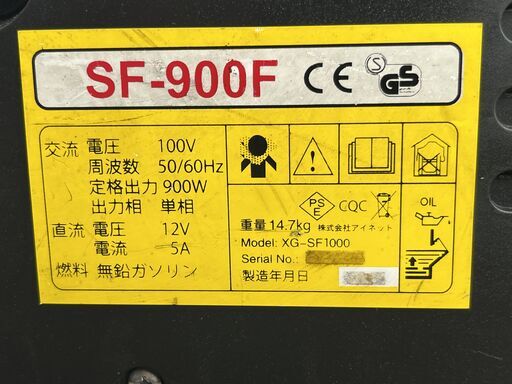 SF-900F CE S GS
交流 電圧 100V
周波数 50/60Hz
定格出力 900W
出力相 単相
直流 電圧 12V
電流 5A
燃料 無鉛ガソリン
PS E CQC
OIL
重量 14.7kg 株式会社アイネット
Model: XG-SF1000
Serial No.:
製造年月日